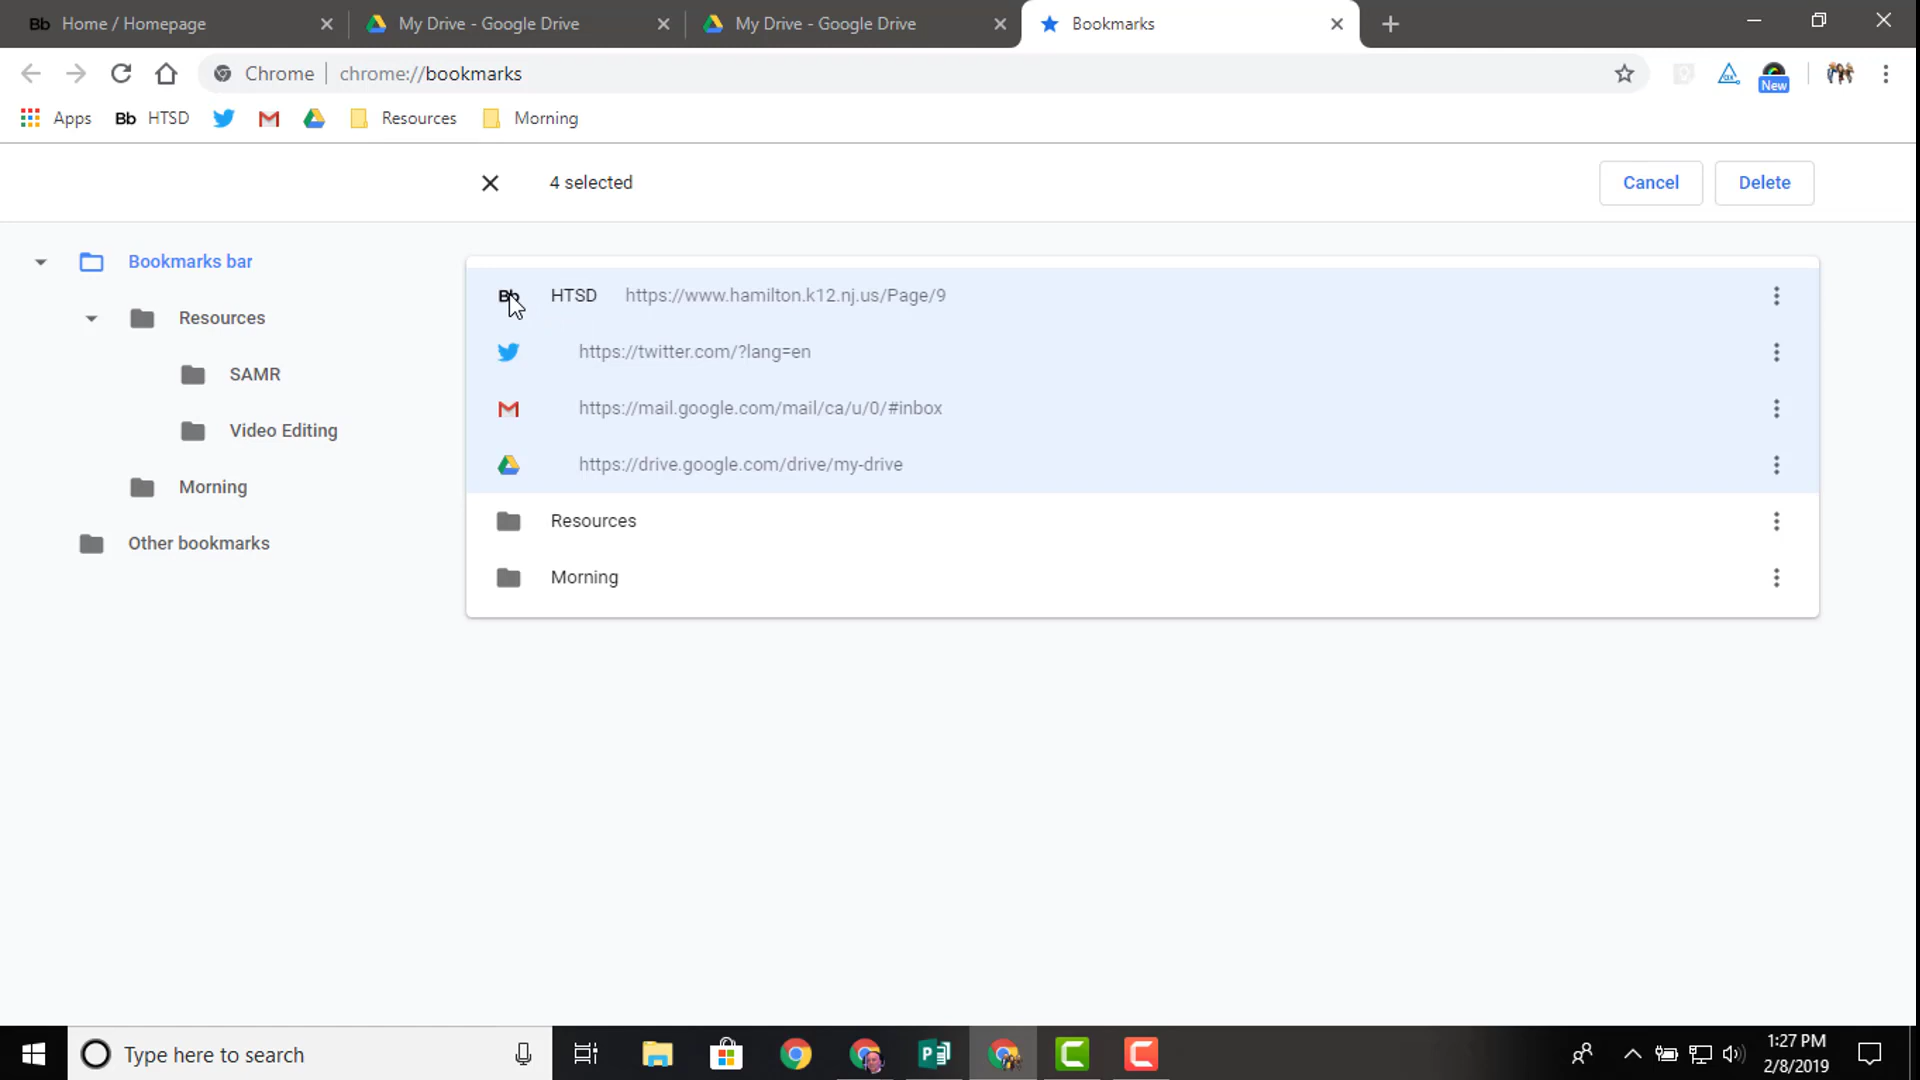 Bb Home / Homepage
My Drive - Google Drive
My Drive - Google Drive
Bookmarks
Chrome chrome://bookmarks
New
Apps Bb HTSD Resources Morning
4 selected Cancel Delete
Bookmarks bar
Resources
SAMR
Video Editing
Morning
Other bookmarks
Bb HTSD https://www.hamilton.k12.nj.us/Page/9
https://twitter.com/?lang=en
https://mail.google.com/mail/ca/u/0/#inbox
https://drive.google.com/drive/my-drive
Resources
Morning
Type here to search
1:27 PM
2/8/2019